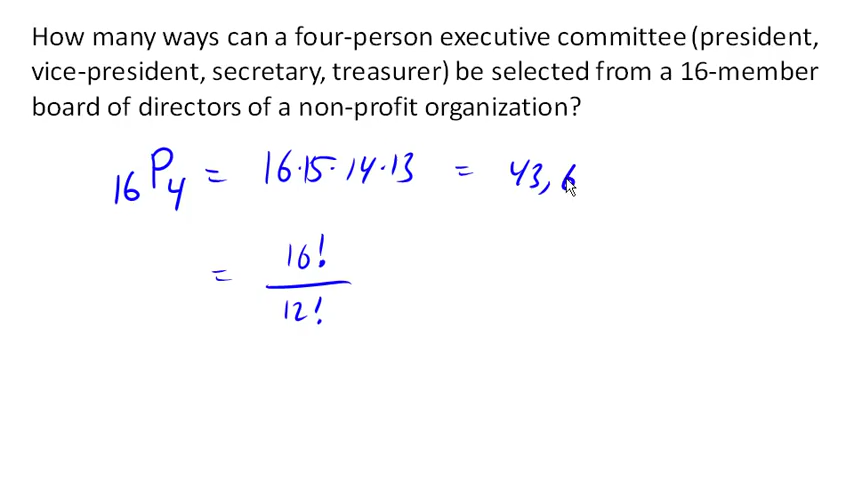 How many ways can a four-person executive committee (president,
vice-president, secretary, treasurer) be selected from a 16-member
board of directors of a non-profit organization?
₁₆P₄ = 16·15·14·13 = 43,6
= 16!
12!